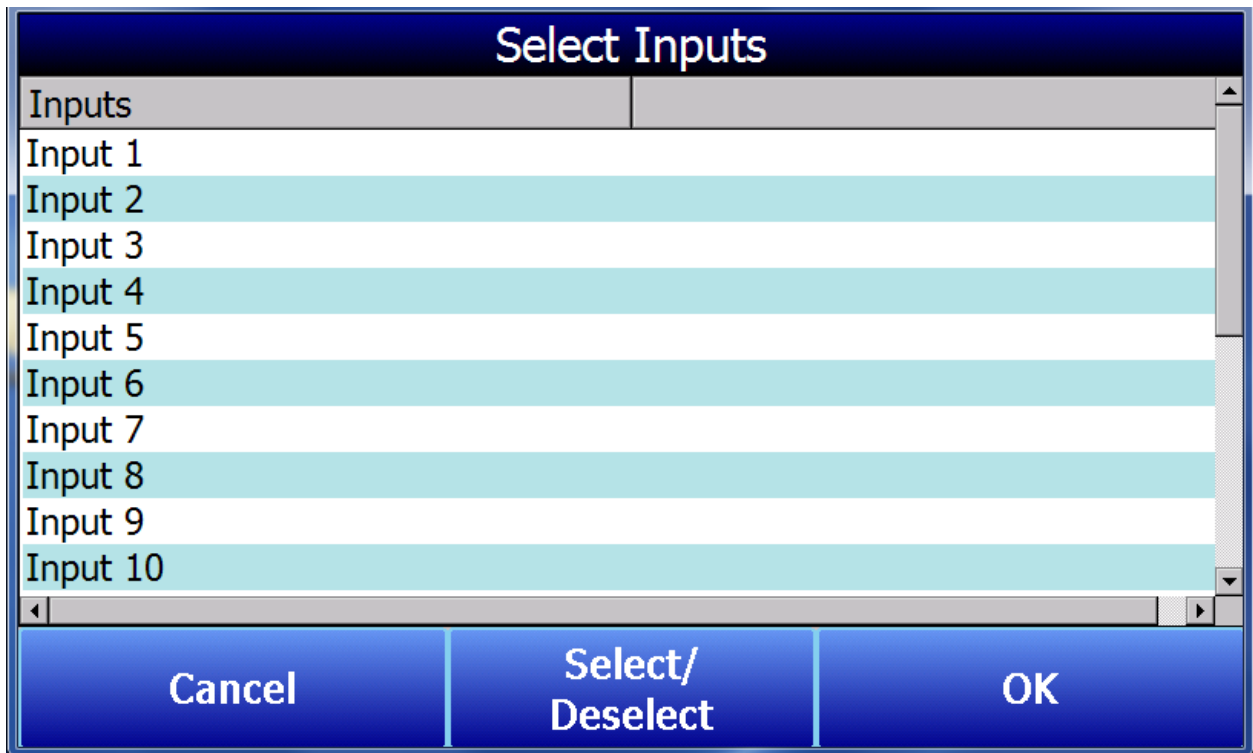 Select Inputs
Inputs
Input 1
Input 2
Input 3
Input 4
Input 5
Input 6
Input 7
Input 8
Input 9
Input 10
Cancel
Select/
Deselect
OK